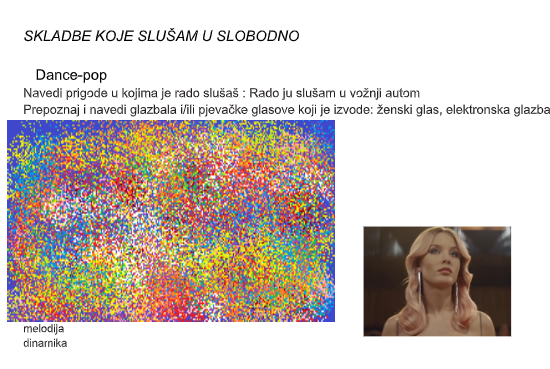 SKLADBE KOJE SLUŠAM U SLOBODNO
Dance-pop
Navedi prigode u kojima je rado slušaš : Rado ju slušam u vožnji autom
Prepoznaj i navedi glazbala i/ili pjevačke glasove koji je izvode: ženski glas, elektronska glazba
melodija
dinarnika